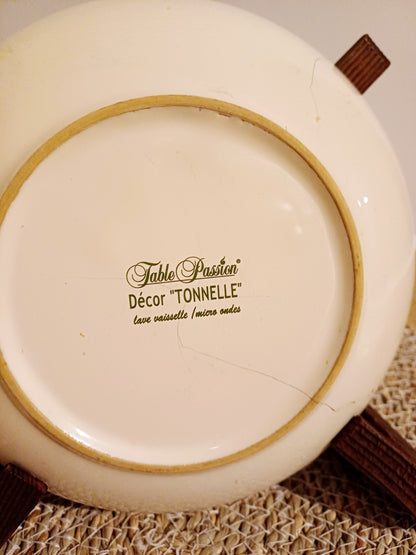 Table Passion®
Décor "TONNELLE"
lave vaisselle /micro ondes